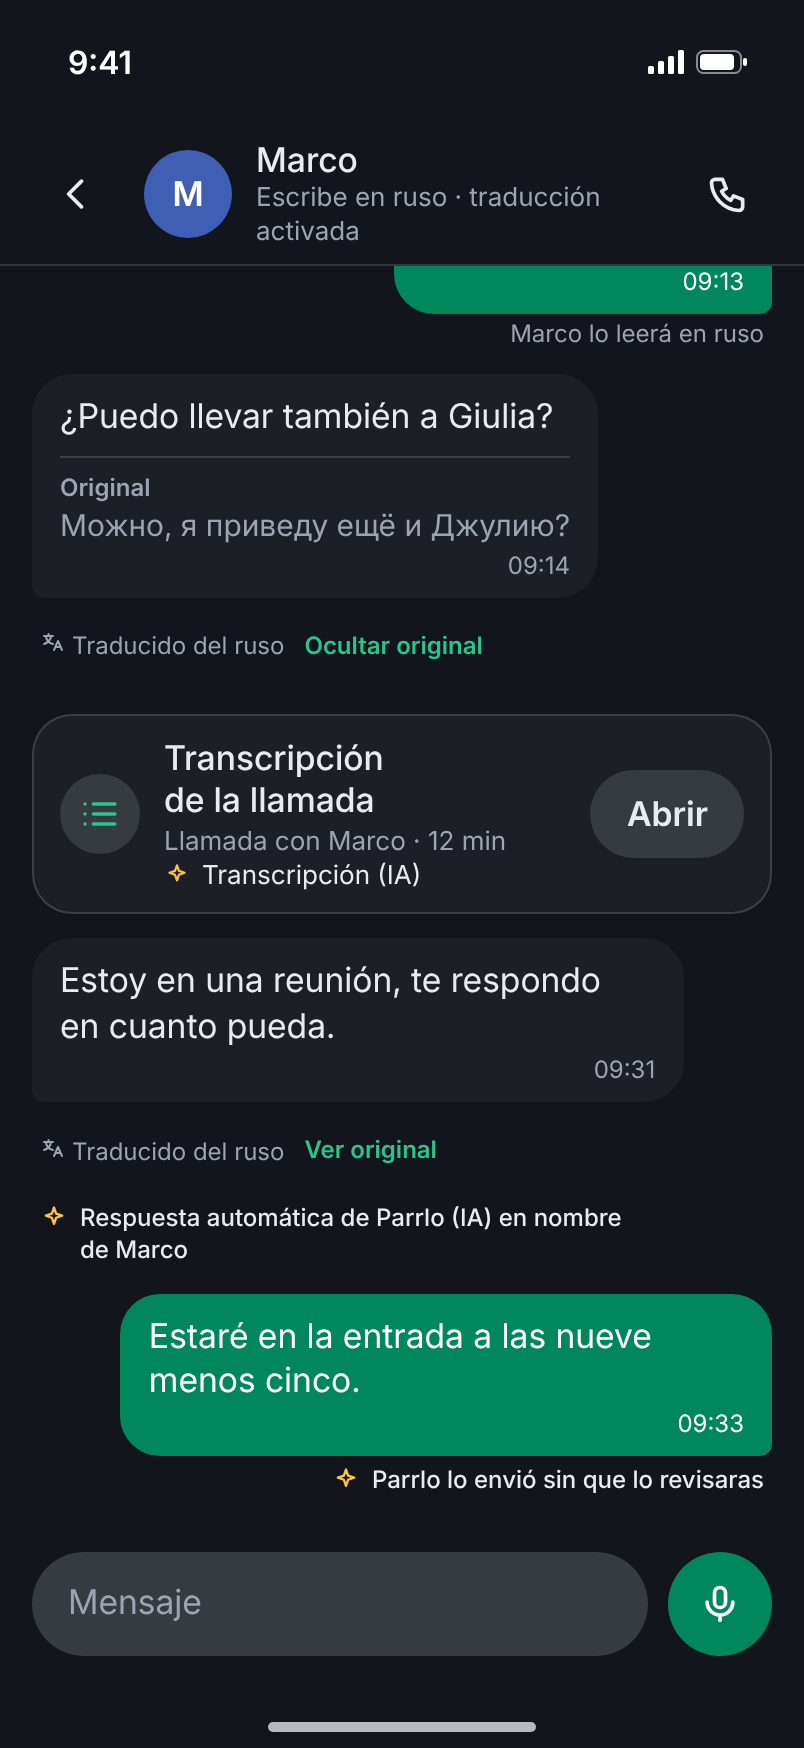 9:41
M
Marco
Escribe en ruso · traducción
activada
09:13
Marco lo leerá en ruso
¿Puedo llevar también a Giulia?
Original
Можно, я приведу ещё и Джулию?
09:14
Traducido del ruso Ocultar original
Transcripción
de la llamada
Llamada con Marco · 12 min
Transcripción (IA)
Abrir
Estoy en una reunión, te respondo
en cuanto pueda.
09:31
Traducido del ruso Ver original
Respuesta automática de Parrlo (IA) en nombre
de Marco
Estaré en la entrada a las nueve
menos cinco.
09:33
Parrlo lo envió sin que lo revisaras
Mensaje